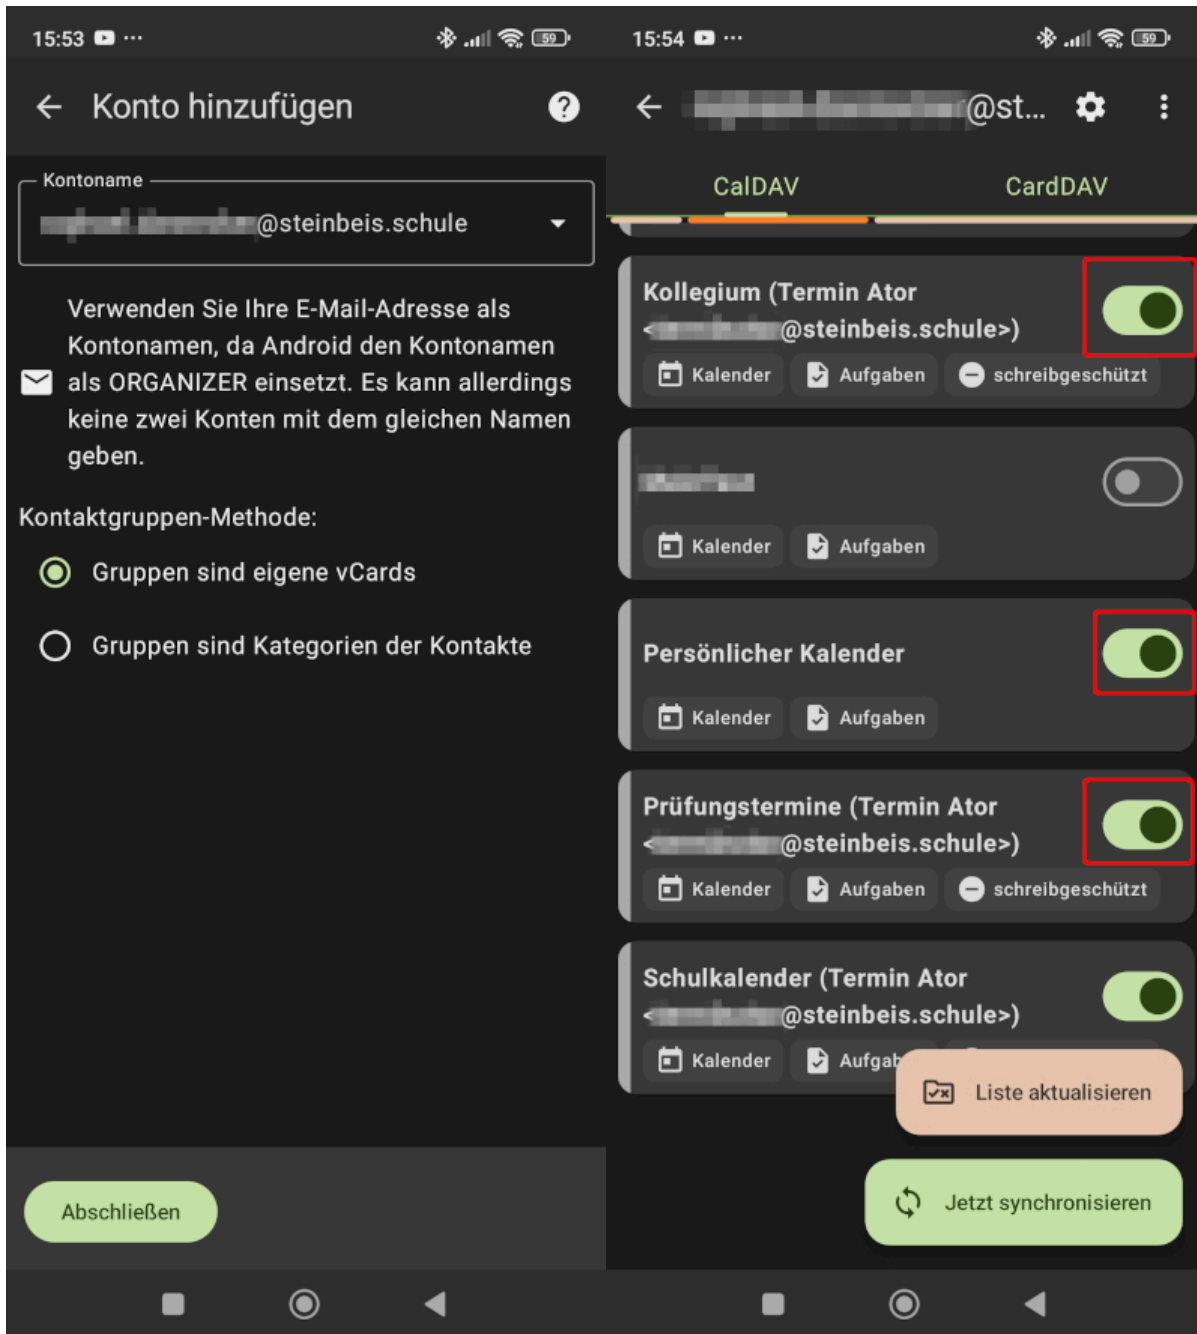 15:53 ...
59
Konto hinzufügen
?
Kontoname
@steinbeis.schule
Verwenden Sie Ihre E-Mail-Adresse als
Kontonamen, da Android den Kontonamen
als ORGANIZER einsetzt. Es kann allerdings
keine zwei Konten mit dem gleichen Namen
geben.
Kontaktgruppen-Methode:
Gruppen sind eigene vCards
Gruppen sind Kategorien der Kontakte
Abschließen
15:54 ...
59
@st...
CalDAV CardDAV
Kollegium (Termin Ator
< @steinbeis.schule>)
Kalender Aufgaben schreibgeschützt
Kalender Aufgaben
Persönlicher Kalender
Kalender Aufgaben
Prüfungstermine (Termin Ator
< @steinbeis.schule>)
Kalender Aufgaben schreibgeschützt
Schulkalender (Termin Ator
< @steinbeis.schule>)
Kalender Aufgab
Liste aktualisieren
Jetzt synchronisieren